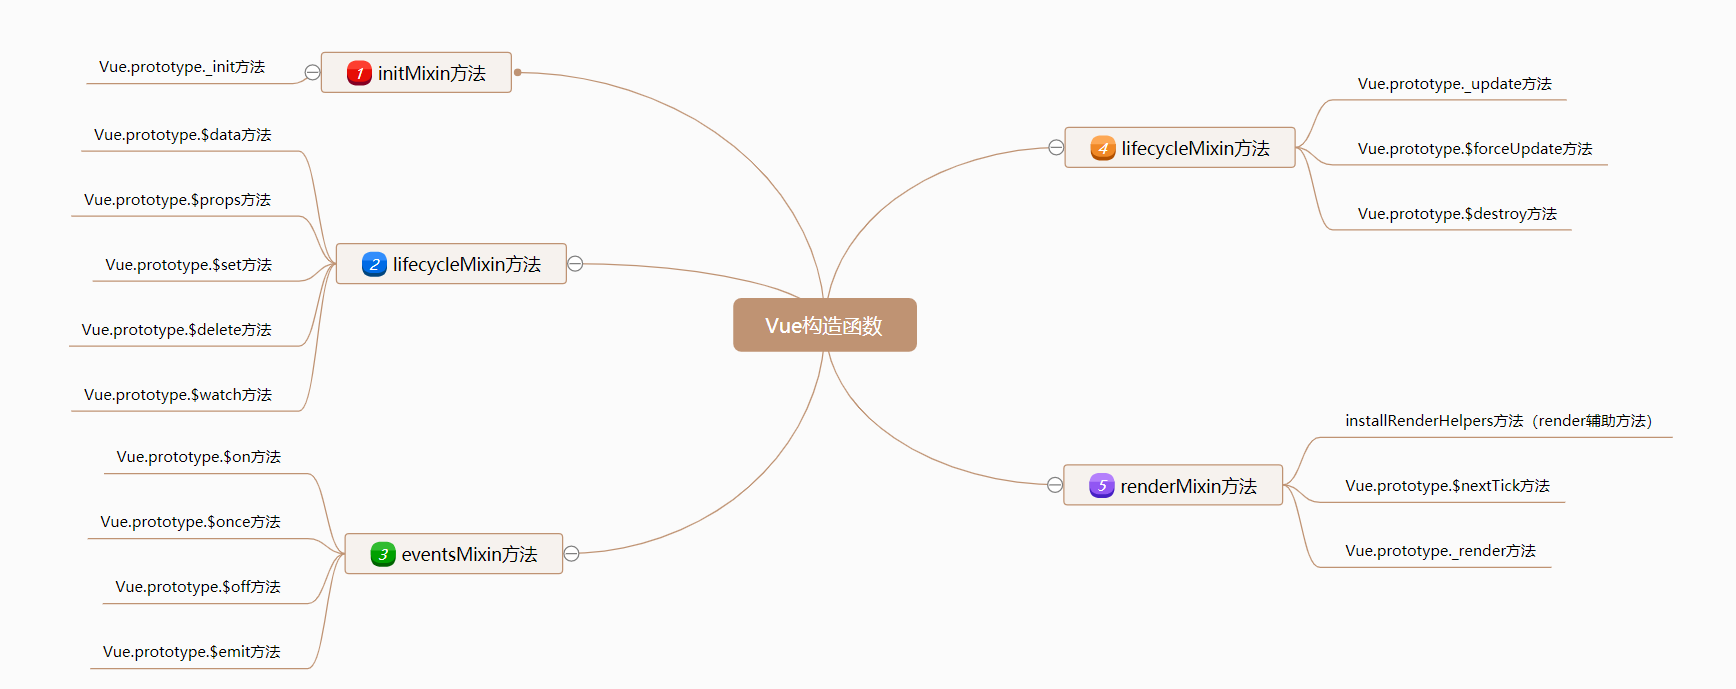 Vue构造函数
1 initMixin方法
Vue.prototype._init方法
2 lifecycleMixin方法
Vue.prototype.$data方法
Vue.prototype.$props方法
Vue.prototype.$set方法
Vue.prototype.$delete方法
Vue.prototype.$watch方法
3 eventsMixin方法
Vue.prototype.$on方法
Vue.prototype.$once方法
Vue.prototype.$off方法
Vue.prototype.$emit方法
4 lifecycleMixin方法
Vue.prototype._update方法
Vue.prototype.$forceUpdate方法
Vue.prototype.$destroy方法
5 renderMixin方法
installRenderHelpers方法（render辅助方法）
Vue.prototype.$nextTick方法
Vue.prototype._render方法